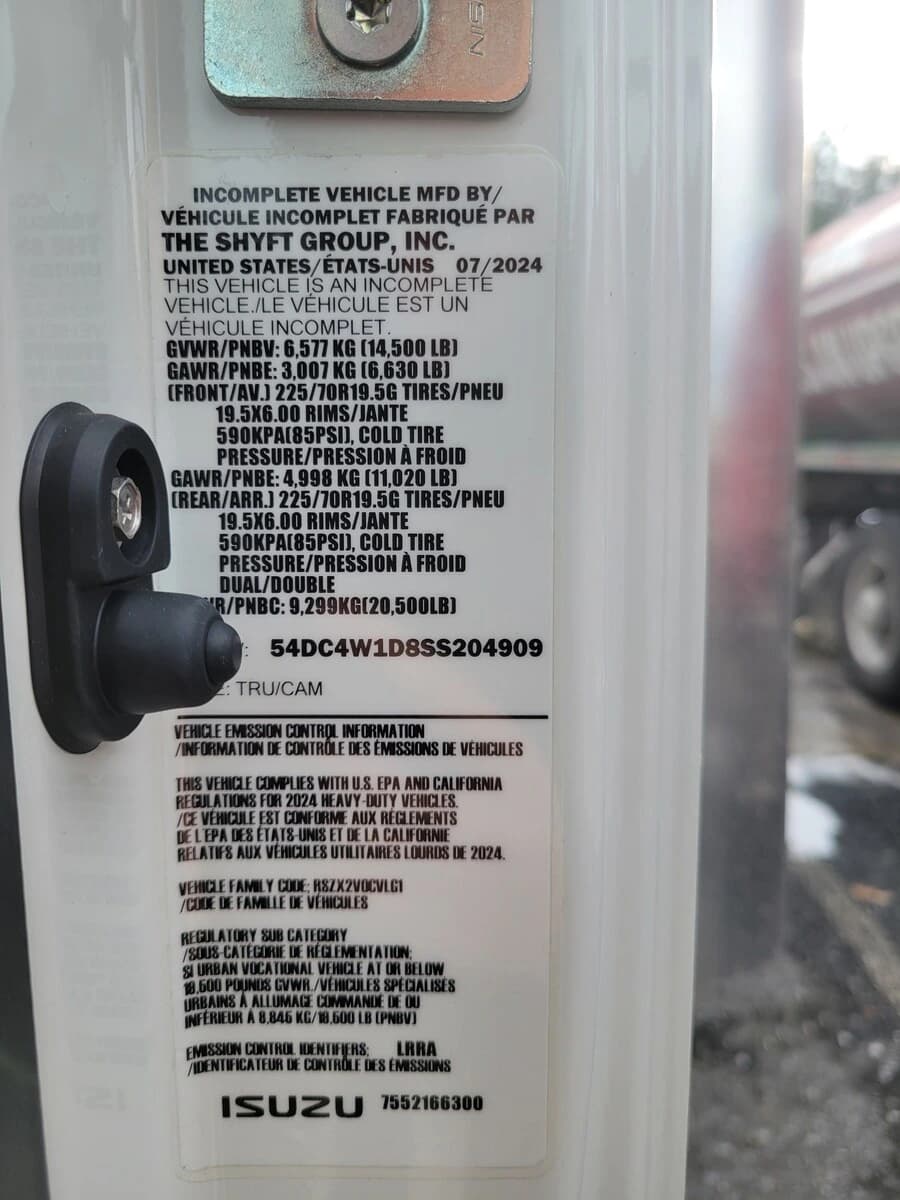 INCOMPLETE VEHICLE MFD BY/
VÉHICULE INCOMPLET FABRIQUÉ PAR
THE SHYFT GROUP, INC.
UNITED STATES/ÉTATS-UNIS 07/2024
THIS VEHICLE IS AN INCOMPLETE
VEHICLE./LE VÉHICULE EST UN
VÉHICULE INCOMPLET.
GVWR/PNBV: 6,577 KG (14,500 LB)
GAWR/PNBE: 3,007 KG (6,630 LB)
(FRONT/AV.) 225/70R19.5G TIRES/PNEU
19.5X6.00 RIMS/JANTE
590KPA(85PSI), COLD TIRE
PRESSURE/PRESSION À FROID
GAWR/PNBE: 4,998 KG (11,020 LB)
(REAR/ARR.) 225/70R19.5G TIRES/PNEU
19.5X6.00 RIMS/JANTE
590KPA(85PSI), COLD TIRE
PRESSURE/PRESSION À FROID
DUAL/DOUBLE
R/PNBC: 9,299KG(20,500LB)
54DC4W1D8SS204909
: TRU/CAM
VEHICLE EMISSION CONTROL INFORMATION
/INFORMATION DE CONTRÔLE DES ÉMISSIONS DE VÉHICULES
THIS VEHICLE COMPLIES WITH U.S. EPA AND CALIFORNIA
REGULATIONS FOR 2024 HEAVY-DUTY VEHICLES.
/CE VÉHICULE EST CONFORME AUX RÈGLEMENTS
DE L'EPA DES ÉTATS-UNIS ET DE LA CALIFORNIE
RELATIFS AUX VÉHICULES UTILITAIRES LOURDS DE 2024.
VEHICLE FAMILY CODE: RSZX2VOCVLG1
/CODE DE FAMILLE DE VÉHICULES
REGULATORY SUB CATEGORY
/SOUS-CATÉGORIE DE RÉGLEMENTATION:
SI URBAN VOCATIONAL VEHICLE AT OR BELOW
19,500 POUNDS GVWR./VÉHICULES SPÉCIALISÉS
URBAINS À ALLUMAGE COMMANDÉ DE OU
INFÉRIEUR À 8,845 KG/19,500 LB (PNBV)
EMISSION CONTROL IDENTIFIERS: LRRA
/IDENTIFICATEUR DE CONTRÔLE DES ÉMISSIONS
ISUZU 7552166300